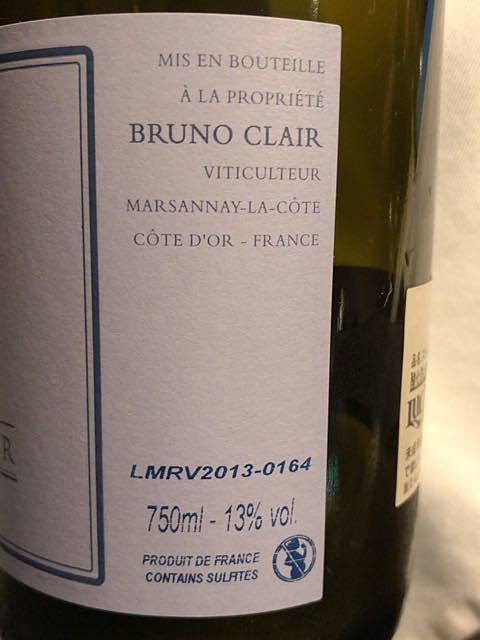 MIS EN BOUTEILLE
À LA PROPRIÉTÉ
BRUNO CLAIR
VITICULTEUR
MARSANNAY-LA-CÔTE
CÔTE D'OR - FRANCE
R
LMRV2013-0164
750ml - 13% vol.
PRODUIT DE FRANCE
CONTAINS SULFITES